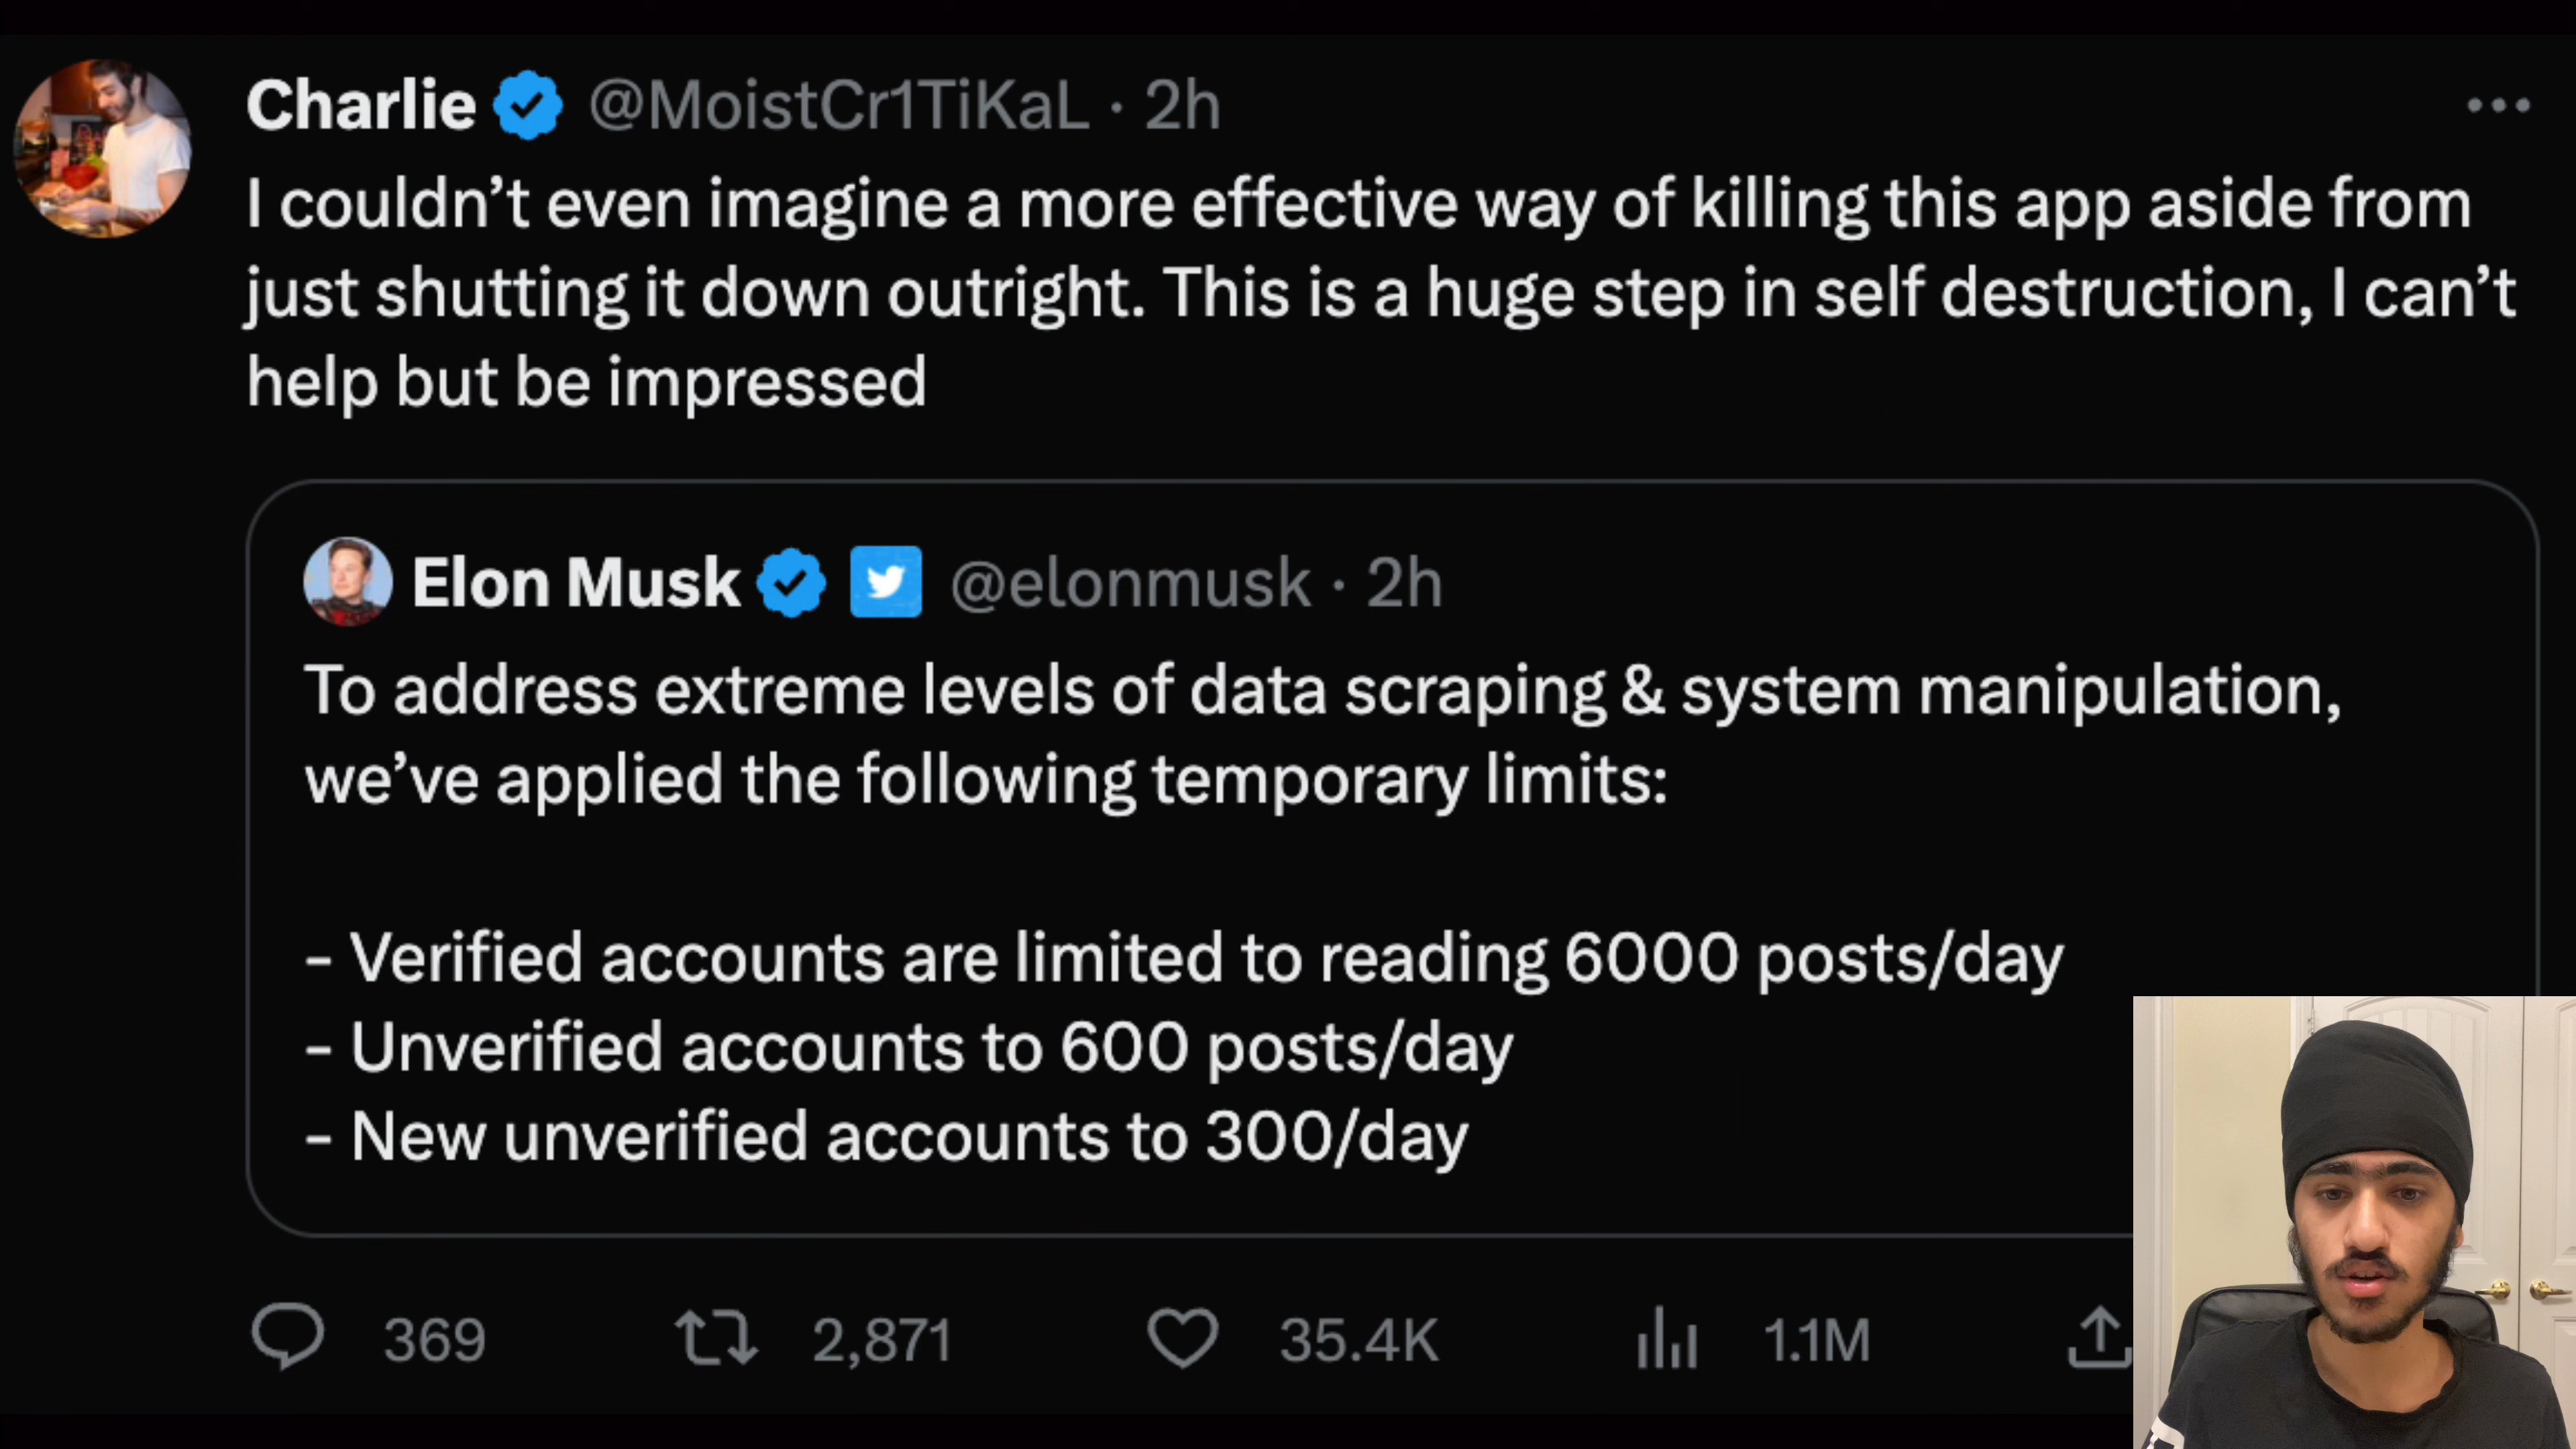 Charlie @MoistCr1TiKaL · 2h
I couldn’t even imagine a more effective way of killing this app aside from
just shutting it down outright. This is a huge step in self destruction, I can’t
help but be impressed
Elon Musk @elonmusk · 2h
To address extreme levels of data scraping & system manipulation,
we’ve applied the following temporary limits:
- Verified accounts are limited to reading 6000 posts/day
- Unverified accounts to 600 posts/day
- New unverified accounts to 300/day
369 2,871 35.4K 1.1M